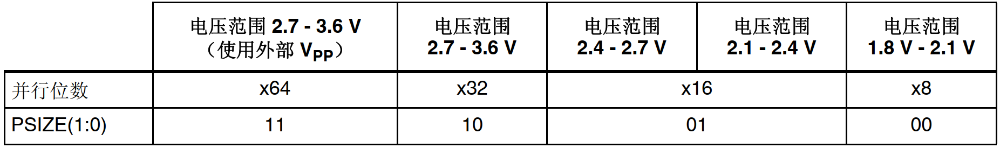 电压范围 2.7 - 3.6 V
（使用外部 VPP）
电压范围
2.7 - 3.6 V
电压范围
2.4 - 2.7 V
电压范围
2.1 - 2.4 V
电压范围
1.8 V - 2.1 V
并行位数 x64 x32 x16 x8
PSIZE(1:0) 11 10 01 00